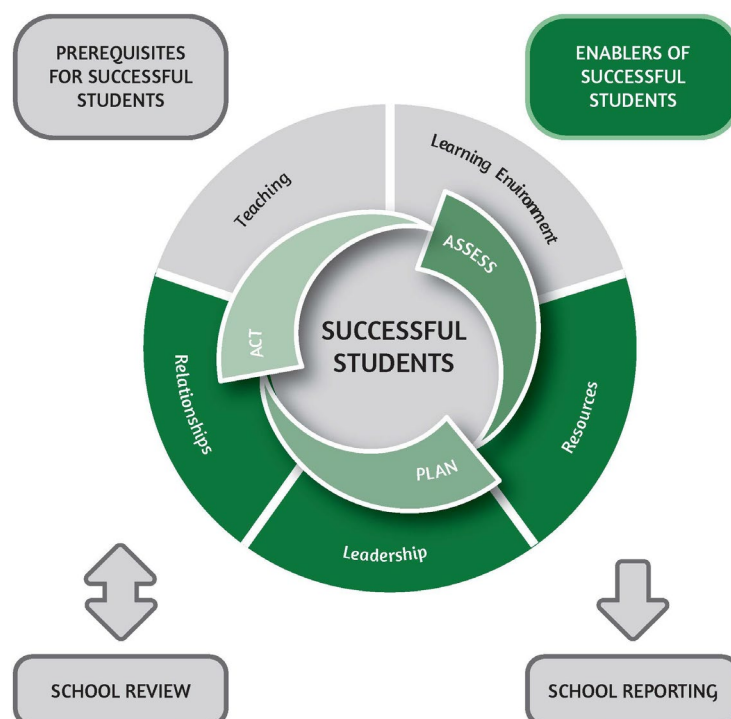 PREREQUISITES
FOR SUCCESSFUL
STUDENTS
ENABLERS OF
SUCCESSFUL
STUDENTS
Teaching
Learning Environment
ASSESS
ACT
SUCCESSFUL
STUDENTS
Relationships
Resources
PLAN
Leadership
SCHOOL REVIEW
SCHOOL REPORTING